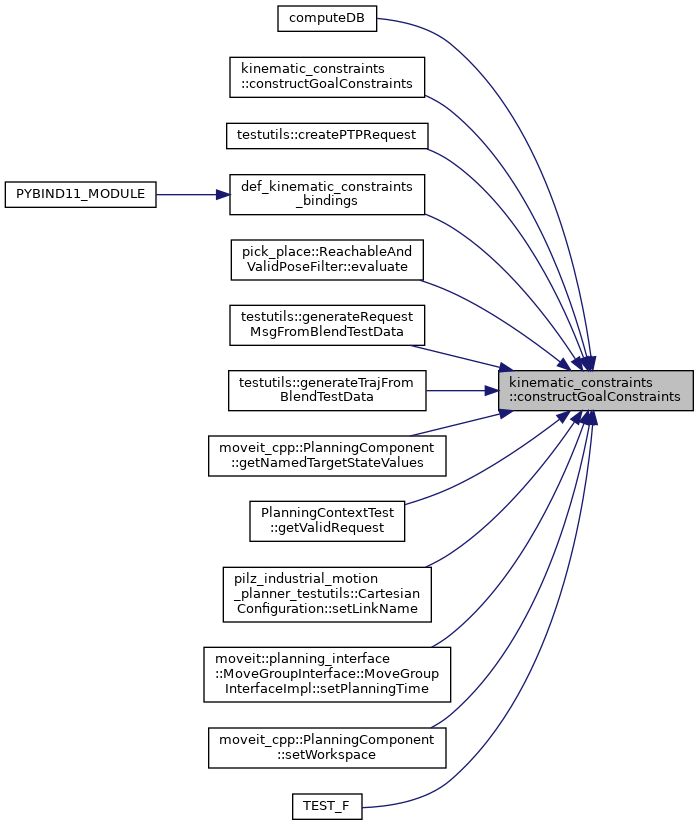 computeDB
kinematic_constraints
::constructGoalConstraints
testutils::createPTPRequest
PYBIND11_MODULE
def_kinematic_constraints
_bindings
pick_place::ReachableAnd
ValidPoseFilter::evaluate
testutils::generateRequest
MsgFromBlendTestData
testutils::generateTrajFrom
BlendTestData
kinematic_constraints
::constructGoalConstraints
moveit_cpp::PlanningComponent
::getNamedTargetStateValues
PlanningContextTest
::getValidRequest
pilz_industrial_motion
_planner_testutils::Cartesian
Configuration::setLinkName
moveit::planning_interface
::MoveGroupInterface::MoveGroup
InterfaceImpl::setPlanningTime
moveit_cpp::PlanningComponent
::setWorkspace
TEST_F